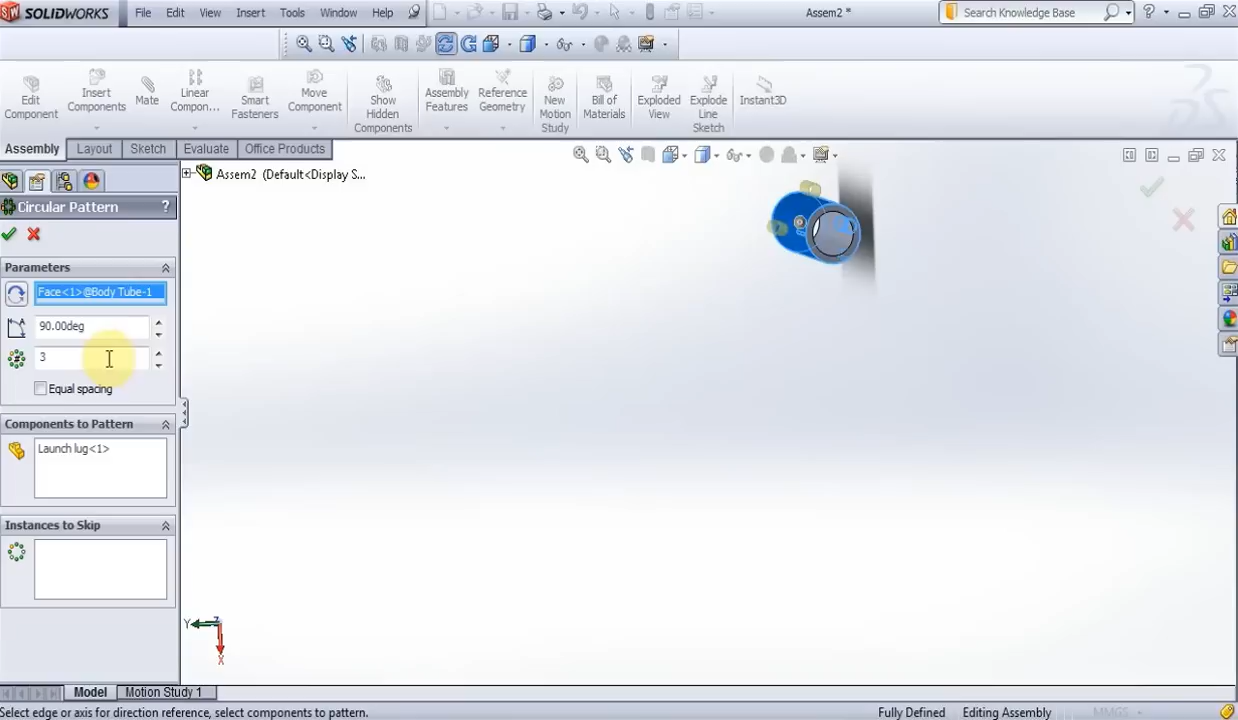 SOLIDWORKS File Edit View Insert Tools Window Help Assem2 * Search Knowledge Base ?
Edit Component
Insert Components
Mate
Linear Compon...
Smart Fasteners
Move Component
Show Hidden Components
Assembly Features
Reference Geometry
New Motion Study
Bill of Materials
Exploded View
Explode Line Sketch
Instant3D
Assembly Layout Sketch Evaluate Office Products
Assem2 (Default<Display S...
Circular Pattern ?
Parameters
Face<1>@Body Tube-1
90.00deg
3
Equal spacing
Components to Pattern
Launch lug<1>
Instances to Skip
Y
Z
X
Model Motion Study 1
Select edge or axis for direction reference, select components to pattern. Fully Defined Editing Assembly MMGS